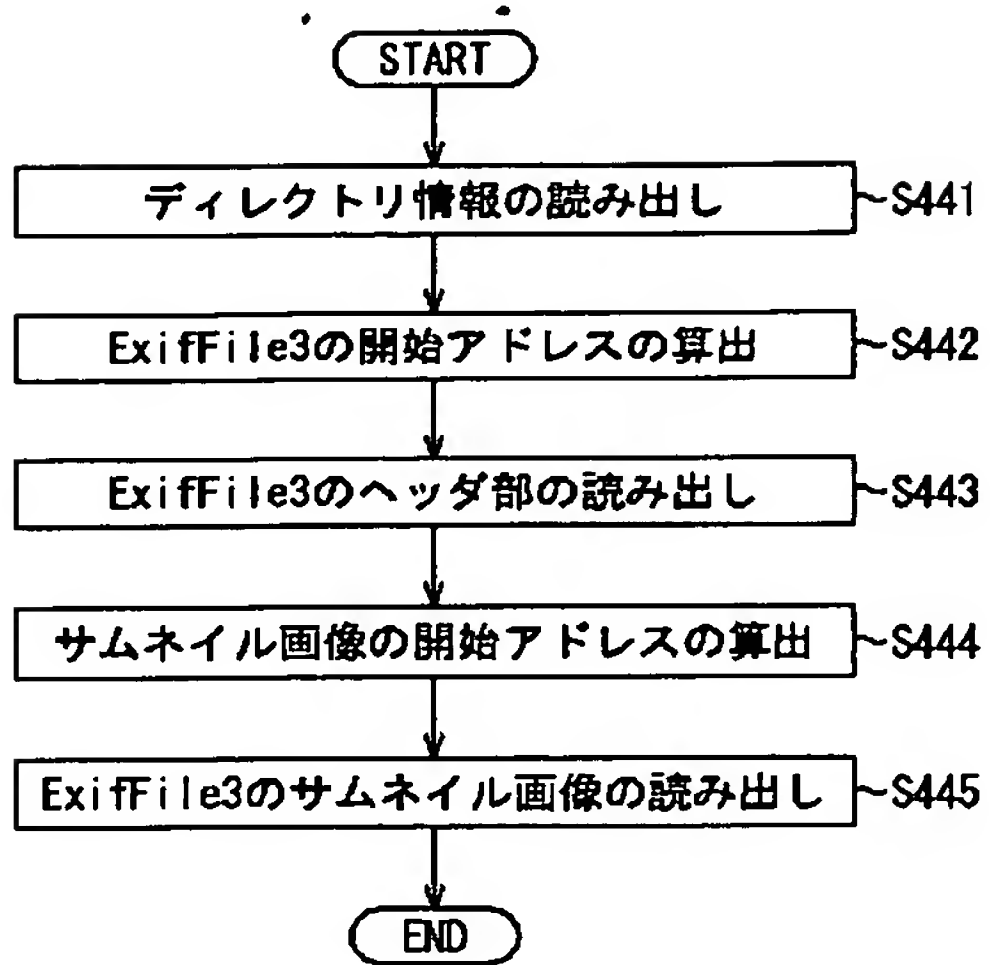 START
ディレクトリ情報の読み出し ~S441
ExifFile3の開始アドレスの算出 ~S442
ExifFile3のヘッダ部の読み出し ~S443
サムネイル画像の開始アドレスの算出 ~S444
ExifFile3のサムネイル画像の読み出し ~S445
END